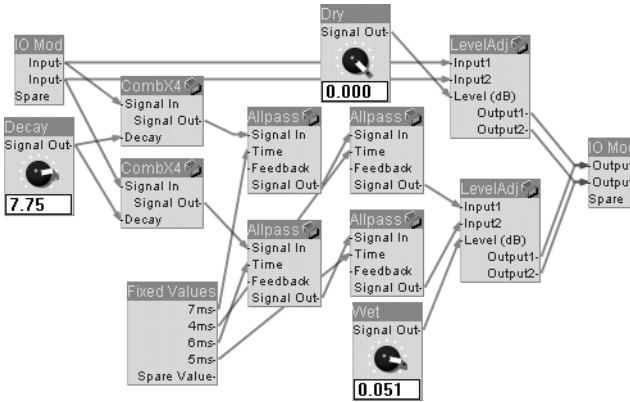 Dry
Signal Out
0.000
IO Mod
Input
Input
Spare
LevelAdj
Input1
Input2
Level (dB)
Output1
Output2
CombX4
Signal In
Signal Out
Decay
Decay
Signal Out
7.75
CombX4
Signal In
Signal Out
Decay
Allpass
Signal In
Time
Feedback
Signal Out
Allpass
Signal In
Time
Feedback
Signal Out
IO Mod
Output
Output
Spare
LevelAdj
Input1
Input2
Level (dB)
Output1
Output2
Allpass
Signal In
Time
Feedback
Signal Out
Allpass
Signal In
Time
Feedback
Signal Out
Fixed Values
7ms
4ms
6ms
5ms
Spare Value
Wet
Signal Out
0.051